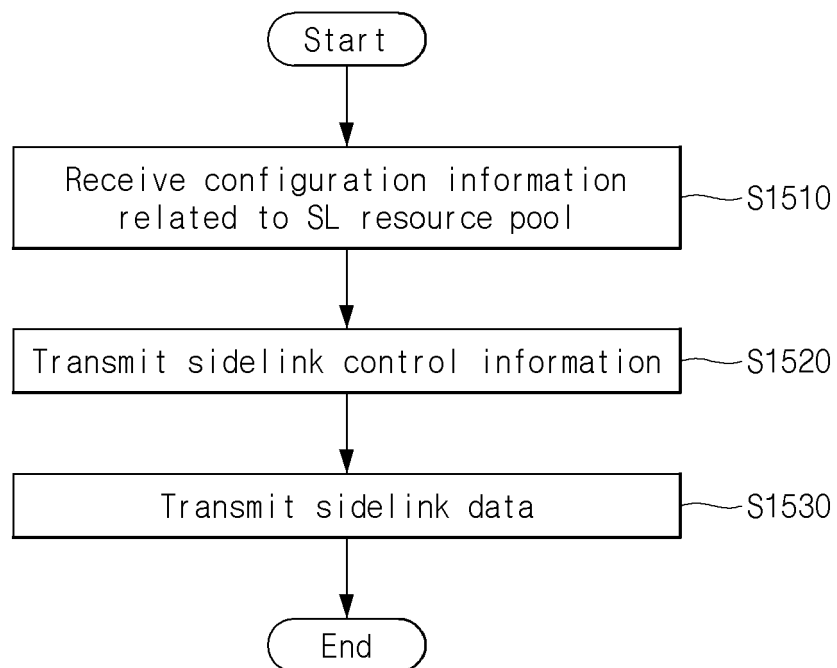 Start
Receive configuration information
related to SL resource pool
S1510
Transmit sidelink control information
S1520
Transmit sidelink data
S1530
End